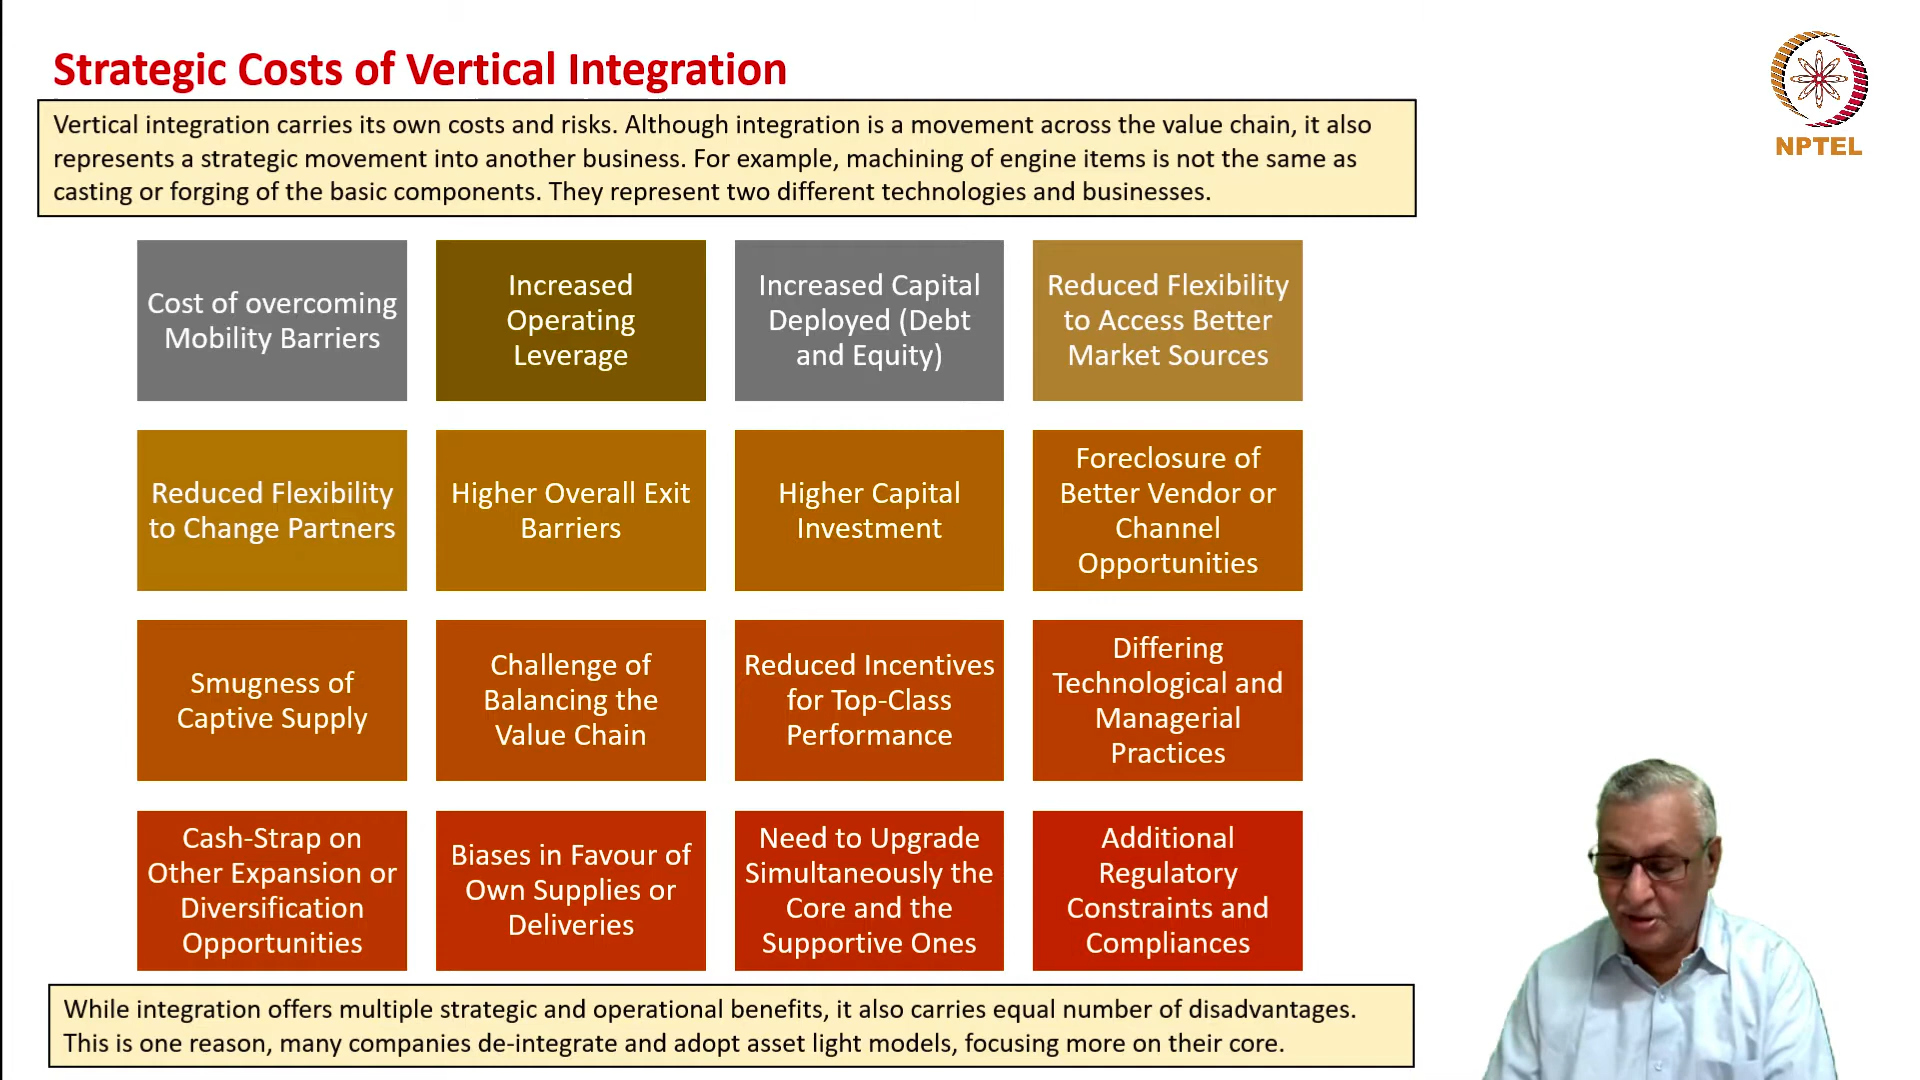 Strategic Costs of Vertical Integration
NPTEL
Vertical integration carries its own costs and risks. Although integration is a movement across the value chain, it also
represents a strategic movement into another business. For example, machining of engine items is not the same as
casting or forging of the basic components. They represent two different technologies and businesses.
Cost of overcoming
Mobility Barriers
Increased
Operating
Leverage
Increased Capital
Deployed (Debt
and Equity)
Reduced Flexibility
to Access Better
Market Sources
Reduced Flexibility
to Change Partners
Higher Overall Exit
Barriers
Higher Capital
Investment
Foreclosure of
Better Vendor or
Channel
Opportunities
Smugness of
Captive Supply
Challenge of
Balancing the
Value Chain
Reduced Incentives
for Top-Class
Performance
Differing
Technological and
Managerial
Practices
Cash-Strap on
Other Expansion or
Diversification
Opportunities
Biases in Favour of
Own Supplies or
Deliveries
Need to Upgrade
Simultaneously the
Core and the
Supportive Ones
Additional
Regulatory
Constraints and
Compliances
While integration offers multiple strategic and operational benefits, it also carries equal number of disadvantages.
This is one reason, many companies de-integrate and adopt asset light models, focusing more on their core.